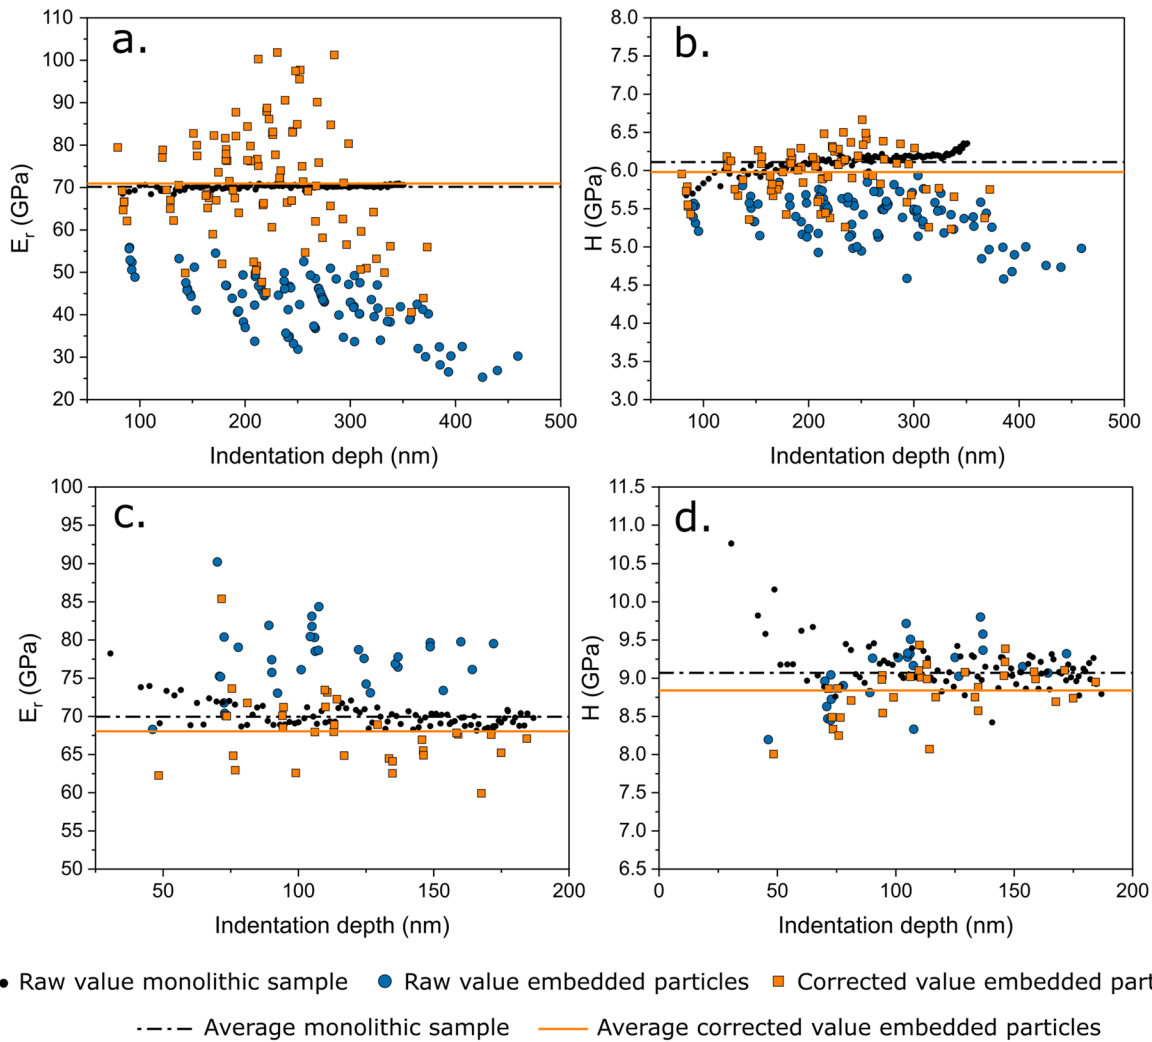 a.
110
100
90
80
70
60
50
40
30
20
E_r (GPa)
100 200 300 400 500
Indentation deph (nm)
b.
8.0
7.5
7.0
6.5
6.0
5.5
5.0
4.5
4.0
3.5
3.0
H (GPa)
100 200 300 400 500
Indentation depth (nm)
c.
100
95
90
85
80
75
70
65
60
55
50
E_r (GPa)
50 100 150 200
Indentation depth (nm)
d.
11.5
11.0
10.5
10.0
9.5
9.0
8.5
8.0
7.5
7.0
6.5
H (GPa)
0 50 100 150 200
Indentation depth (nm)
Raw value monolithic sample Raw value embedded particles Corrected value embedded part
Average monolithic sample Average corrected value embedded particles